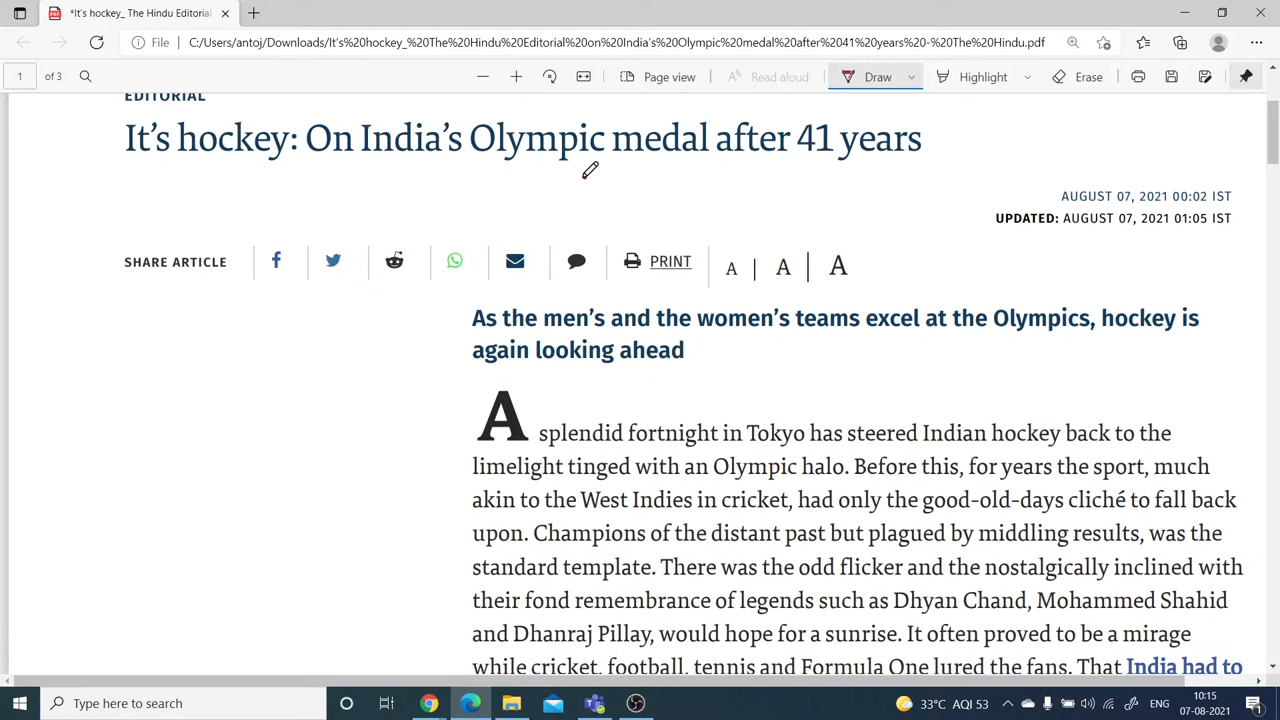 *It's hockey_ The Hindu Editorial
File
C:/Users/antoj/Downloads/It's%20hockey_%20The%20Hindu%20Editorial%20on%20India's%20Olympic%20medal%20after%2041%20years%20-%20The%20Hindu.pdf
1 of 3
Page view
Read aloud
Draw
Highlight
Erase
EDITORIAL
It's hockey: On India's Olympic medal after 41 years
AUGUST 07, 2021 00:02 IST
UPDATED: AUGUST 07, 2021 01:05 IST
SHARE ARTICLE
PRINT
A | A | A
As the men's and the women's teams excel at the Olympics, hockey is
again looking ahead
A splendid fortnight in Tokyo has steered Indian hockey back to the
limelight tinged with an Olympic halo. Before this, for years the sport, much
akin to the West Indies in cricket, had only the good-old-days cliché to fall back
upon. Champions of the distant past but plagued by middling results, was the
standard template. There was the odd flicker and the nostalgically inclined with
their fond remembrance of legends such as Dhyan Chand, Mohammed Shahid
and Dhanraj Pillay, would hope for a sunrise. It often proved to be a mirage
while cricket, football, tennis and Formula One lured the fans. That India had to
Type here to search
33°C AQI 53
ENG
10:15
07-08-2021
1